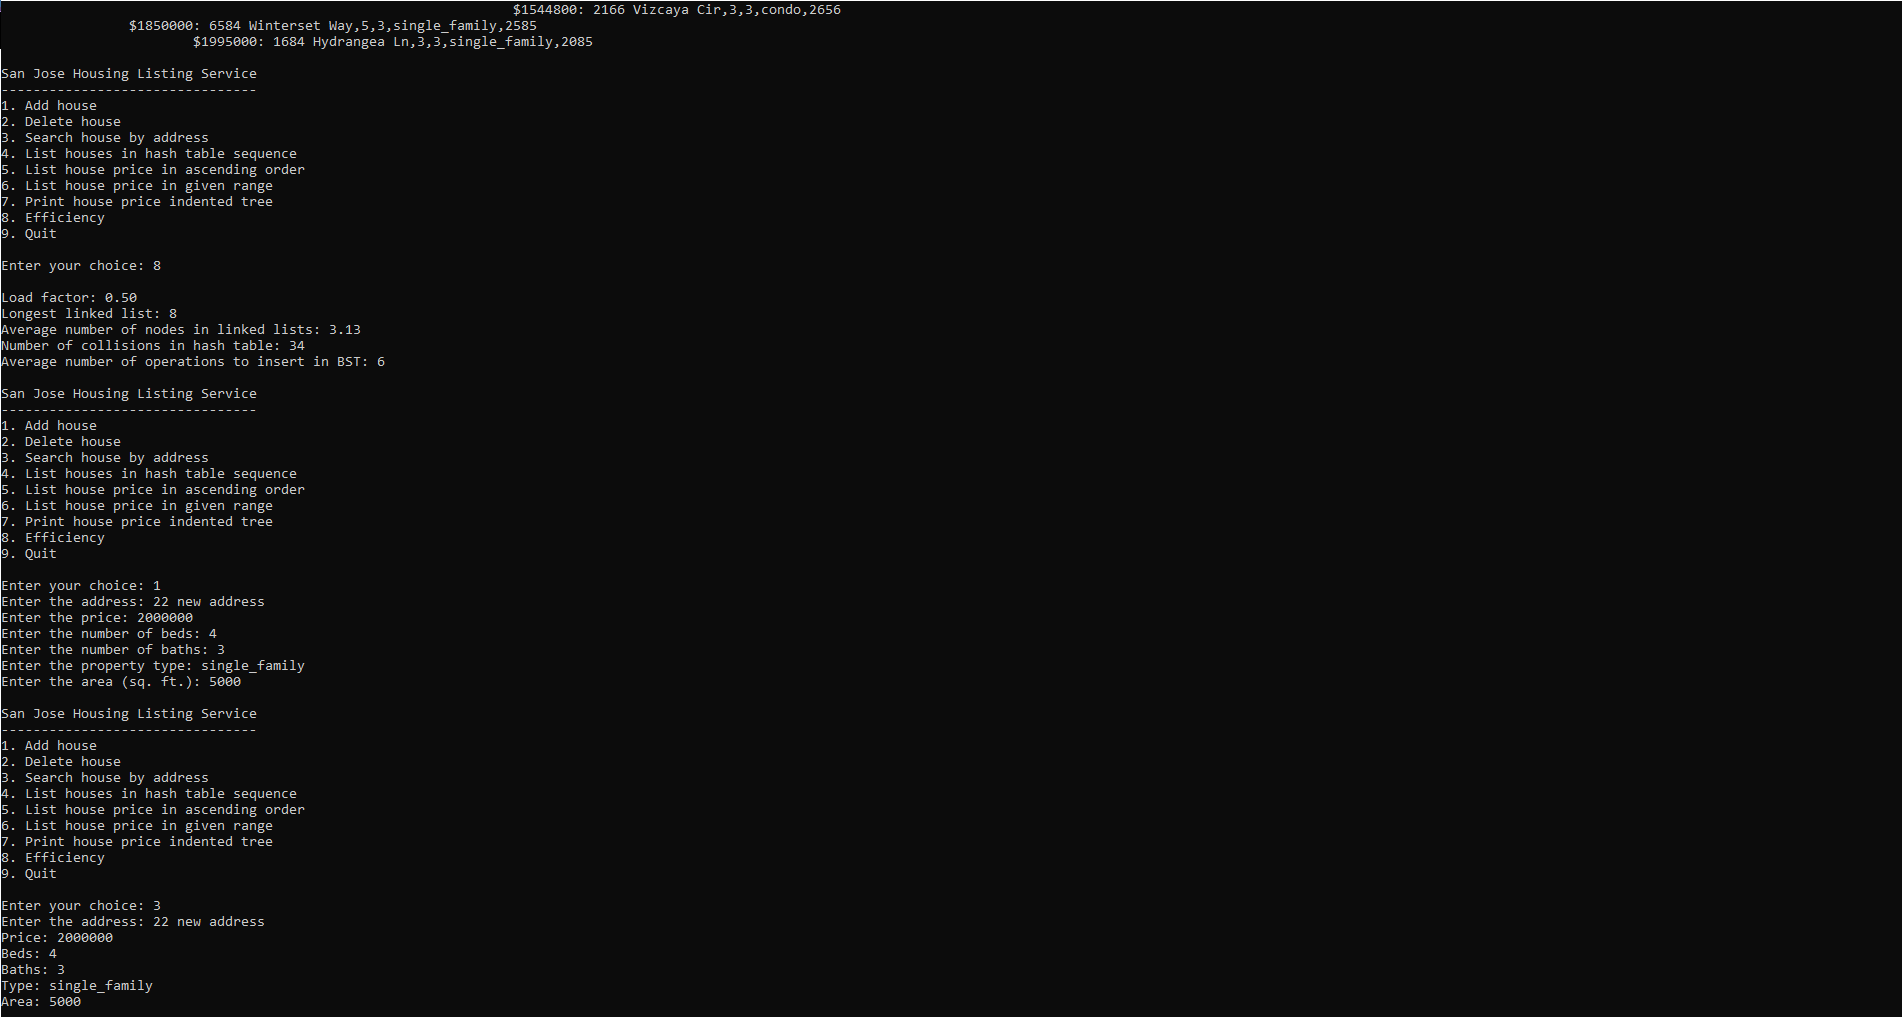 $1544800: 2166 Vizcaya Cir,3,3,condo,2656
$1850000: 6584 Winterset Way,5,3,single_family,2585
$1995000: 1684 Hydrangea Ln,3,3,single_family,2085
San Jose Housing Listing Service
--------------------------------
1. Add house
2. Delete house
3. Search house by address
4. List houses in hash table sequence
5. List house price in ascending order
6. List house price in given range
7. Print house price indented tree
8. Efficiency
9. Quit
Enter your choice: 8
Load factor: 0.50
Longest linked list: 8
Average number of nodes in linked lists: 3.13
Number of collisions in hash table: 34
Average number of operations to insert in BST: 6
San Jose Housing Listing Service
--------------------------------
1. Add house
2. Delete house
3. Search house by address
4. List houses in hash table sequence
5. List house price in ascending order
6. List house price in given range
7. Print house price indented tree
8. Efficiency
9. Quit
Enter your choice: 1
Enter the address: 22 new address
Enter the price: 2000000
Enter the number of beds: 4
Enter the number of baths: 3
Enter the property type: single_family
Enter the area (sq. ft.): 5000
San Jose Housing Listing Service
--------------------------------
1. Add house
2. Delete house
3. Search house by address
4. List houses in hash table sequence
5. List house price in ascending order
6. List house price in given range
7. Print house price indented tree
8. Efficiency
9. Quit
Enter your choice: 3
Enter the address: 22 new address
Price: 2000000
Beds: 4
Baths: 3
Type: single_family
Area: 5000